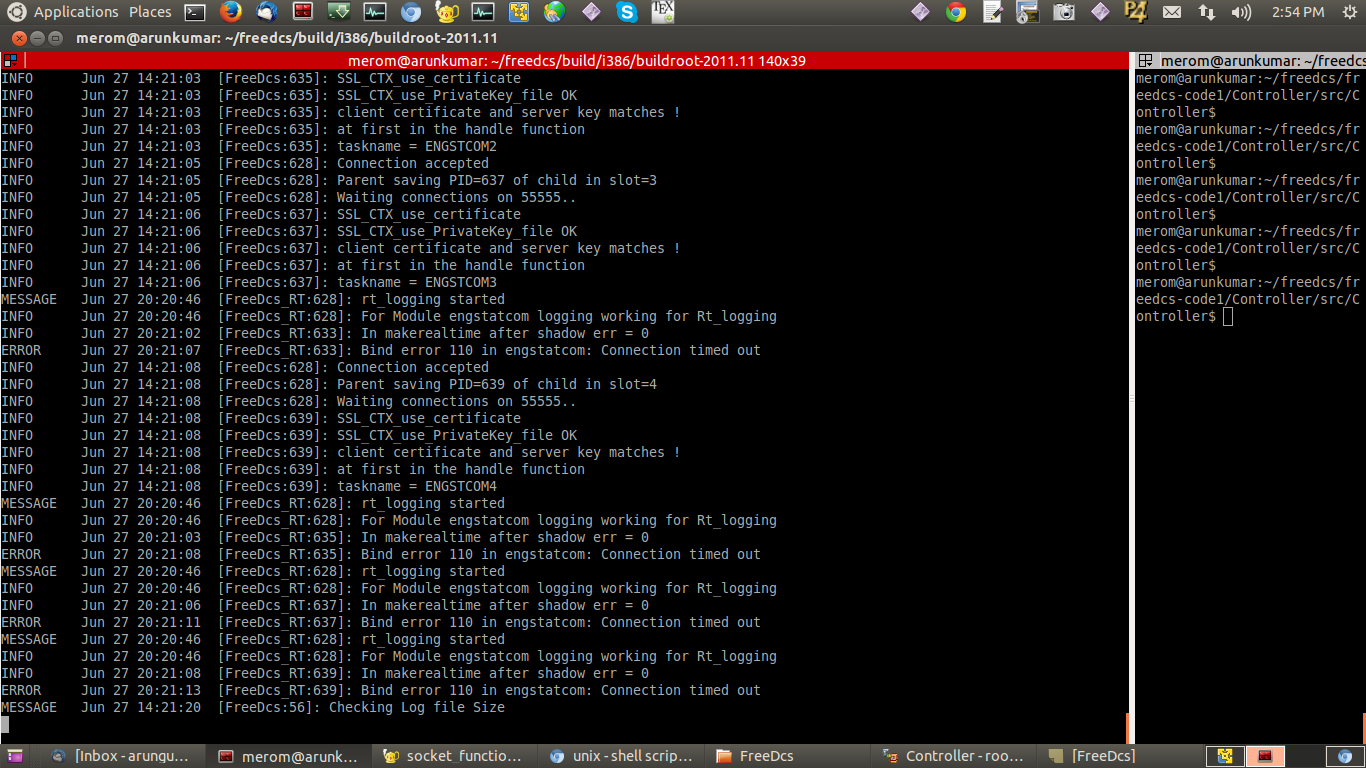 Applications Places
P4
2:54 PM
merom@arunkumar: ~/freedcs/build/i386/buildroot-2011.11
merom@arunkumar: ~/freedcs/build/i386/buildroot-2011.11 140x39
INFO Jun 27 14:21:03 [FreeDcs:635]: SSL_CTX_use_certificate
INFO Jun 27 14:21:03 [FreeDcs:635]: SSL_CTX_use_PrivateKey_file OK
INFO Jun 27 14:21:03 [FreeDcs:635]: client certificate and server key matches !
INFO Jun 27 14:21:03 [FreeDcs:635]: at first in the handle function
INFO Jun 27 14:21:03 [FreeDcs:635]: taskname = ENGSTCOM2
INFO Jun 27 14:21:05 [FreeDcs:628]: Connection accepted
INFO Jun 27 14:21:05 [FreeDcs:628]: Parent saving PID=637 of child in slot=3
INFO Jun 27 14:21:05 [FreeDcs:628]: Waiting connections on 55555..
INFO Jun 27 14:21:06 [FreeDcs:637]: SSL_CTX_use_certificate
INFO Jun 27 14:21:06 [FreeDcs:637]: SSL_CTX_use_PrivateKey_file OK
INFO Jun 27 14:21:06 [FreeDcs:637]: client certificate and server key matches !
INFO Jun 27 14:21:06 [FreeDcs:637]: at first in the handle function
INFO Jun 27 14:21:06 [FreeDcs:637]: taskname = ENGSTCOM3
MESSAGE Jun 27 20:20:46 [FreeDcs_RT:628]: rt_logging started
INFO Jun 27 20:20:46 [FreeDcs_RT:628]: For Module engstatcom logging working for Rt_logging
INFO Jun 27 20:21:02 [FreeDcs_RT:633]: In makerealtime after shadow err = 0
ERROR Jun 27 20:21:07 [FreeDcs_RT:633]: Bind error 110 in engstatcom: Connection timed out
INFO Jun 27 14:21:08 [FreeDcs:628]: Connection accepted
INFO Jun 27 14:21:08 [FreeDcs:628]: Parent saving PID=639 of child in slot=4
INFO Jun 27 14:21:08 [FreeDcs:628]: Waiting connections on 55555..
INFO Jun 27 14:21:08 [FreeDcs:639]: SSL_CTX_use_certificate
INFO Jun 27 14:21:08 [FreeDcs:639]: SSL_CTX_use_PrivateKey_file OK
INFO Jun 27 14:21:08 [FreeDcs:639]: client certificate and server key matches !
INFO Jun 27 14:21:08 [FreeDcs:639]: at first in the handle function
INFO Jun 27 14:21:08 [FreeDcs:639]: taskname = ENGSTCOM4
MESSAGE Jun 27 20:20:46 [FreeDcs_RT:628]: rt_logging started
INFO Jun 27 20:20:46 [FreeDcs_RT:628]: For Module engstatcom logging working for Rt_logging
INFO Jun 27 20:21:03 [FreeDcs_RT:635]: In makerealtime after shadow err = 0
ERROR Jun 27 20:21:08 [FreeDcs_RT:635]: Bind error 110 in engstatcom: Connection timed out
MESSAGE Jun 27 20:20:46 [FreeDcs_RT:628]: rt_logging started
INFO Jun 27 20:20:46 [FreeDcs_RT:628]: For Module engstatcom logging working for Rt_logging
INFO Jun 27 20:21:06 [FreeDcs_RT:637]: In makerealtime after shadow err = 0
ERROR Jun 27 20:21:11 [FreeDcs_RT:637]: Bind error 110 in engstatcom: Connection timed out
MESSAGE Jun 27 20:20:46 [FreeDcs_RT:628]: rt_logging started
INFO Jun 27 20:20:46 [FreeDcs_RT:628]: For Module engstatcom logging working for Rt_logging
INFO Jun 27 20:21:08 [FreeDcs_RT:639]: In makerealtime after shadow err = 0
ERROR Jun 27 20:21:13 [FreeDcs_RT:639]: Bind error 110 in engstatcom: Connection timed out
MESSAGE Jun 27 14:21:20 [FreeDcs:56]: Checking Log file Size
merom@arunkumar: ~/freedcs
merom@arunkumar:~/freedcs/fr
eedcs-code1/Controller/src/C
ontroller$
merom@arunkumar:~/freedcs/fr
eedcs-code1/Controller/src/C
ontroller$
merom@arunkumar:~/freedcs/fr
eedcs-code1/Controller/src/C
ontroller$
merom@arunkumar:~/freedcs/fr
eedcs-code1/Controller/src/C
ontroller$
merom@arunkumar:~/freedcs/fr
eedcs-code1/Controller/src/C
ontroller$
[Inbox - arungu...
merom@arunk...
socket_functio...
unix - shell scrip...
FreeDcs
Controller - roo...
[FreeDcs]